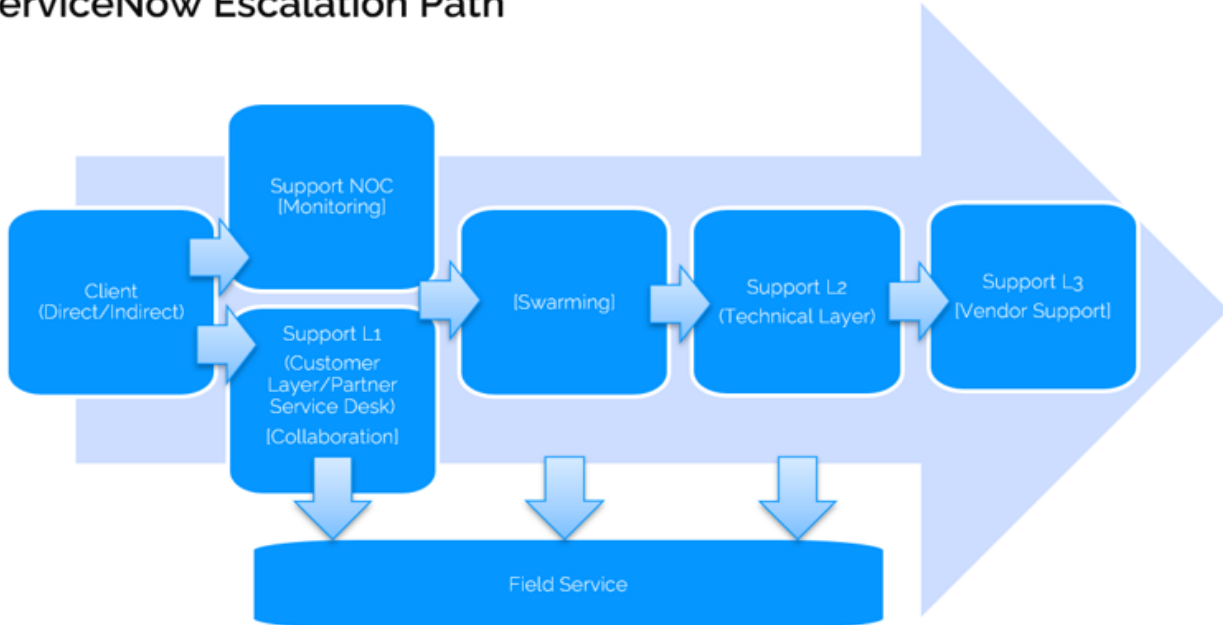 erviceNow Escalation Path
Support NOC
[Monitoring]
Client
(Direct/Indirect)
Support L1
(Customer
Layer/Partner
Service Desk)
[Collaboration]
[Swarming]
Support L2
(Technical Layer)
Support L3
[Vendor Support]
Field Service